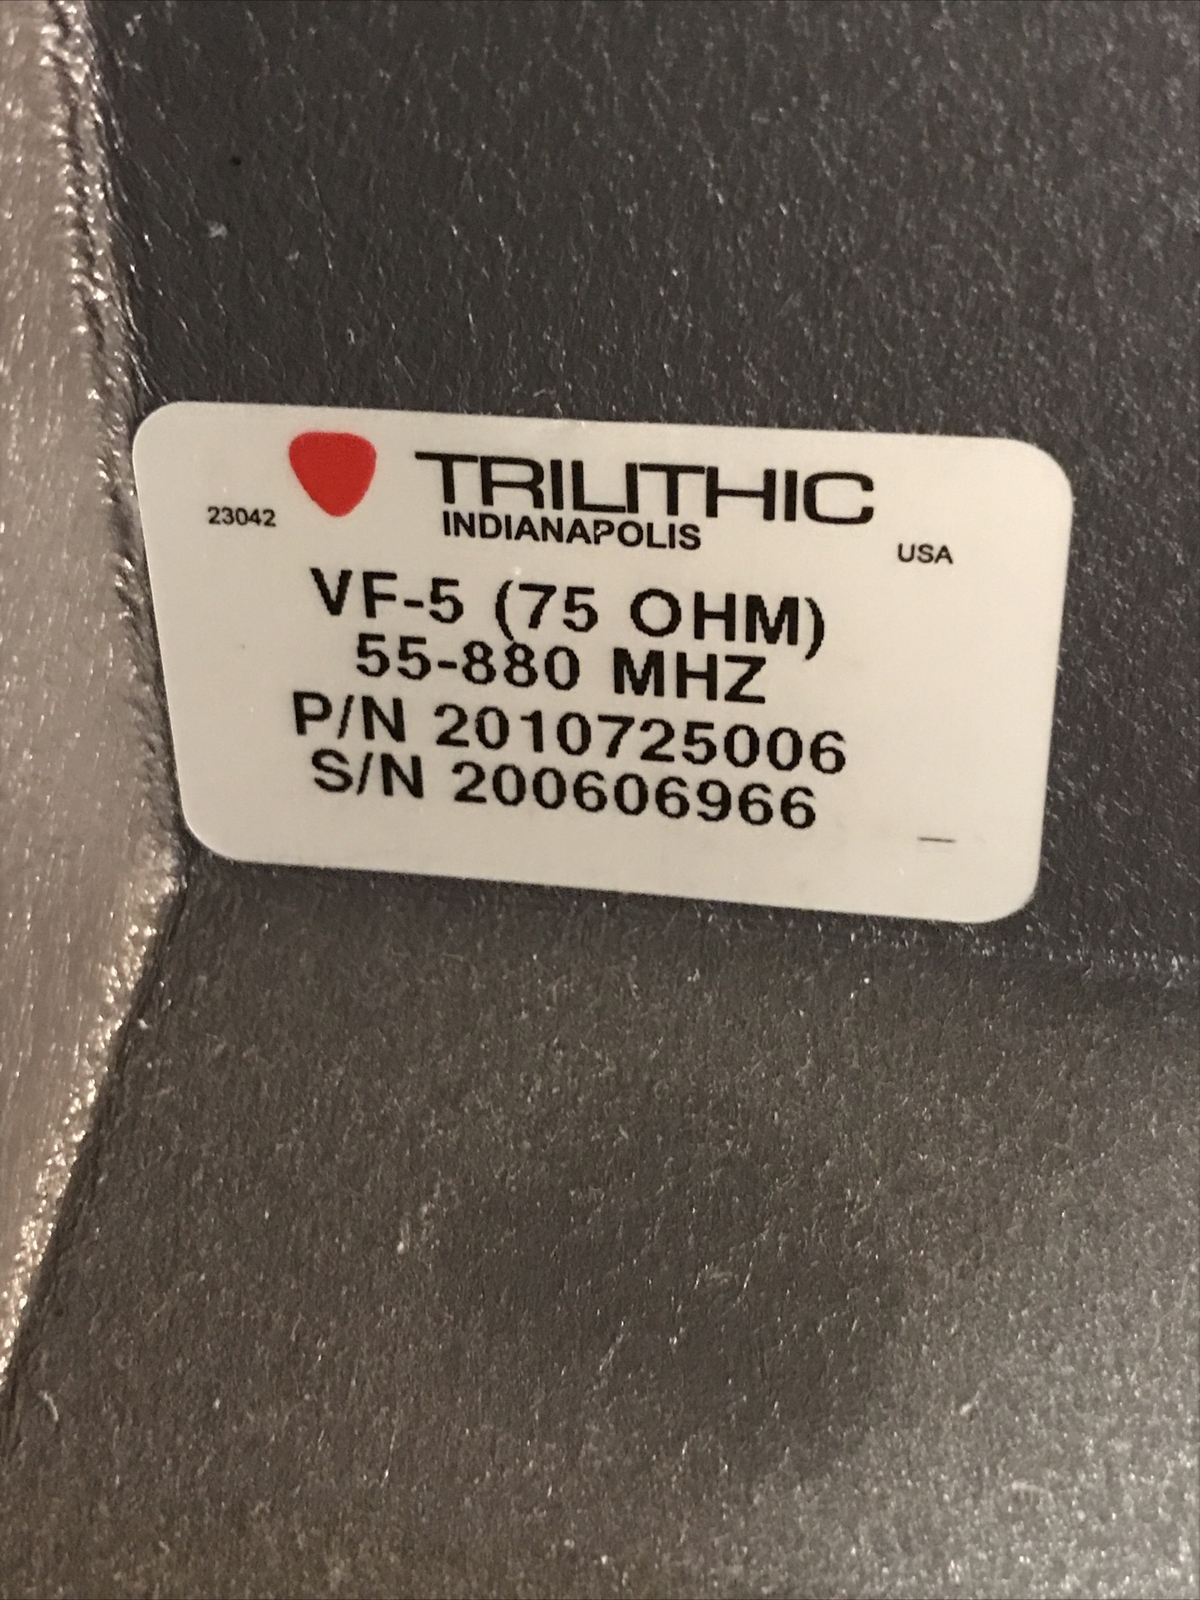 TRILITHIC
INDIANAPOLIS
23042
USA
VF-5 (75 OHM)
55-880 MHZ
P/N 2010725006
S/N 200606966